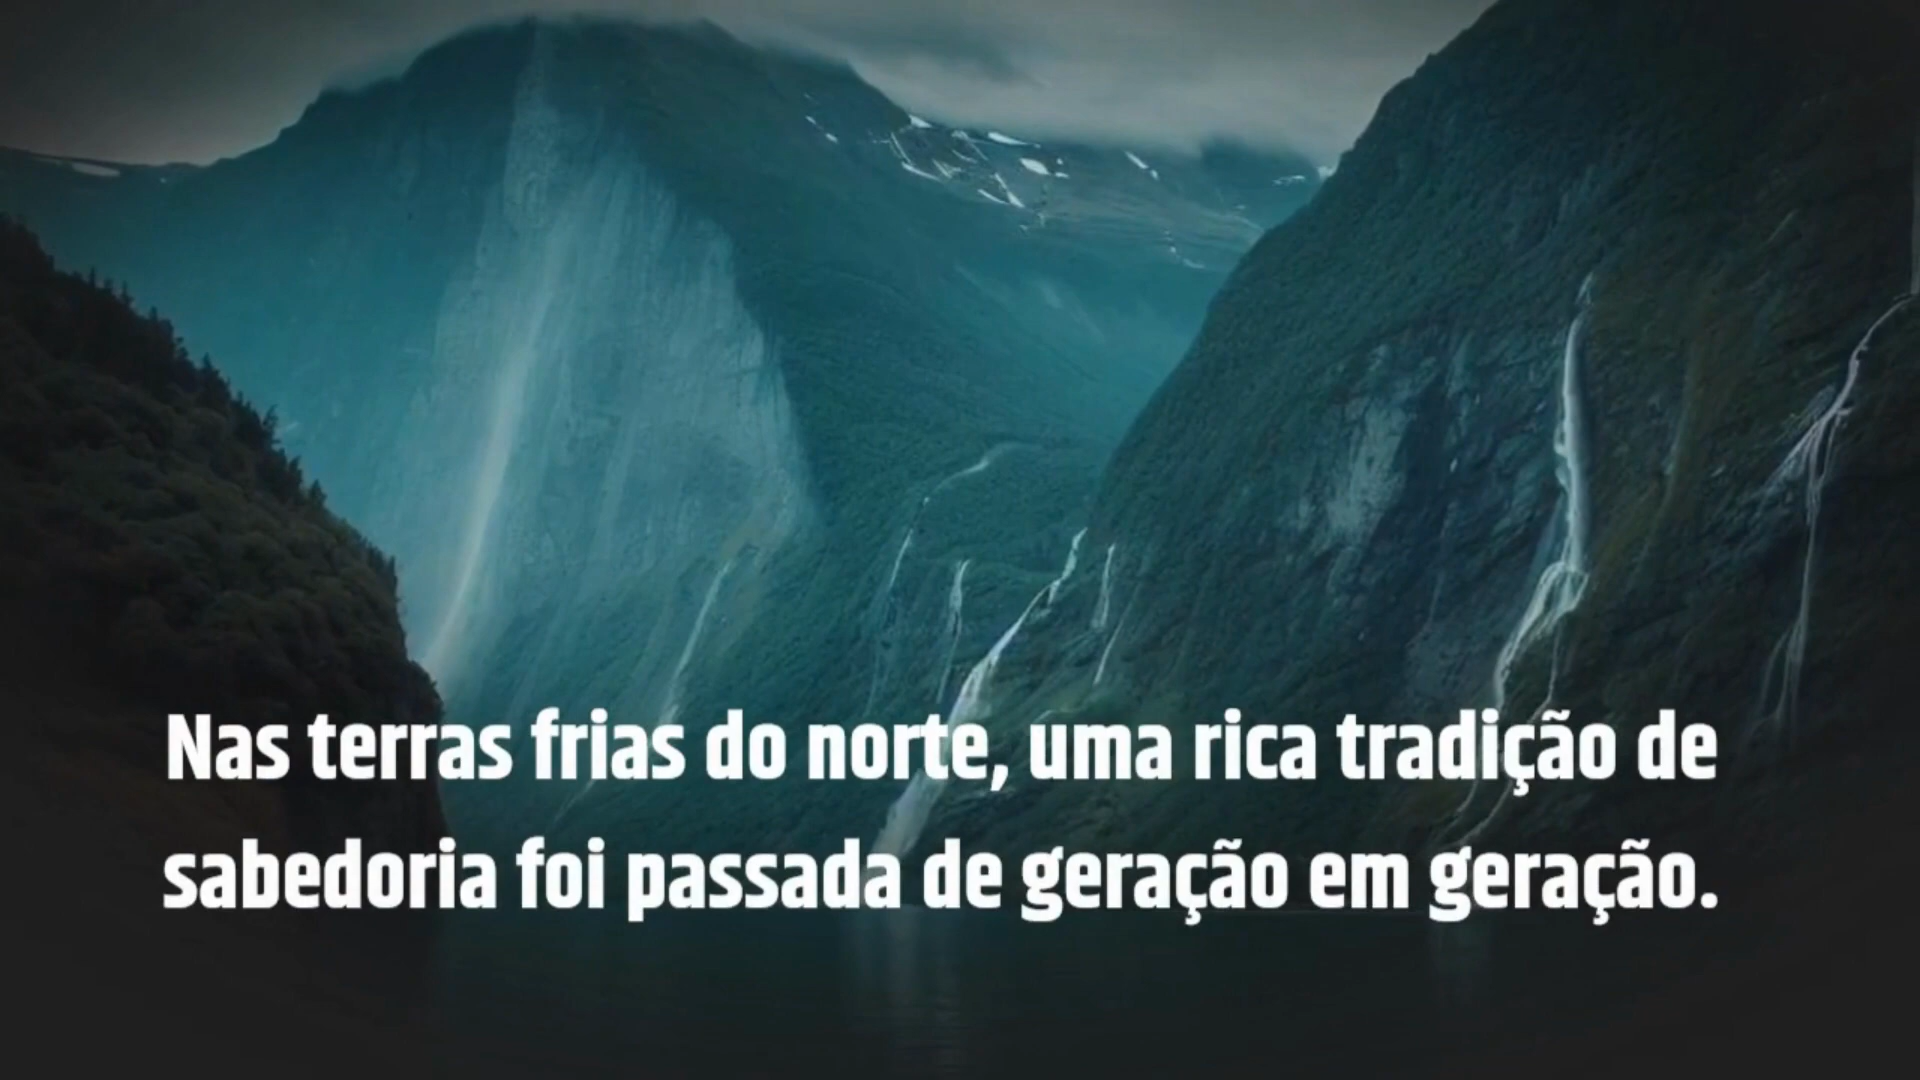 Nas terras frias do norte, uma rica tradição de
sabedoria foi passada de geração em geração.